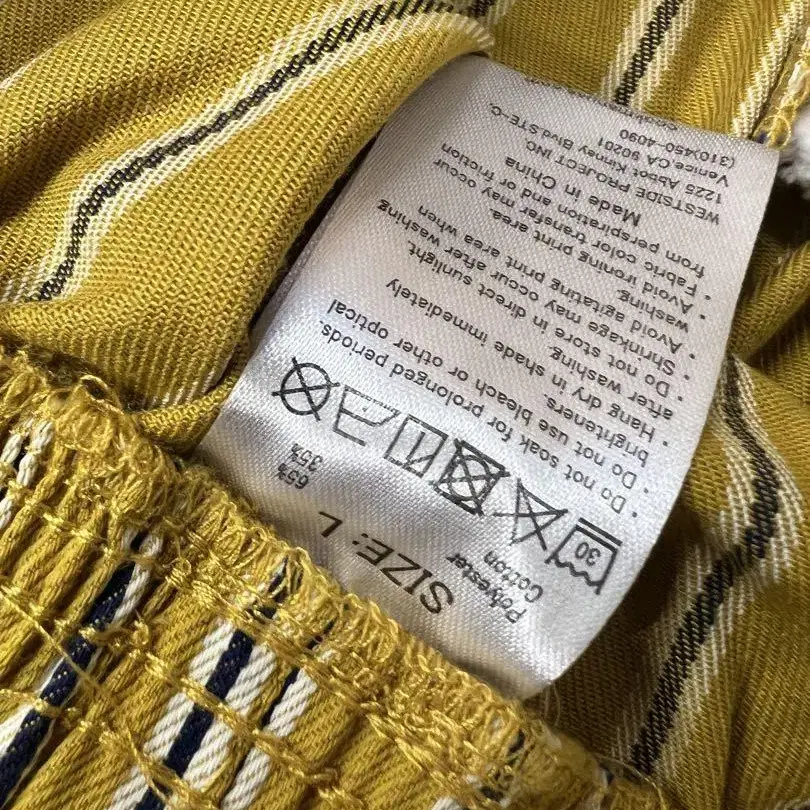 SIZE: L
Polyester 65%
Cotton 35%
30
• Do not soak for prolonged periods.
• Do not use bleach or other optical
brighteners.
• Hang dry in shade immediately
after washing.
• Do not store in direct sunlight.
• Shrinkage may occur after washing
• Avoid agitating print area when
washing.
• Avoid ironing print area.
• Fabric color transfer may occur
from perspiration and or friction
Made in China
WESTSIDE PROJECT INC.
1225 Abbot Kinney Blvd.STE-C,
Venice CA 90201
(310)450-4090